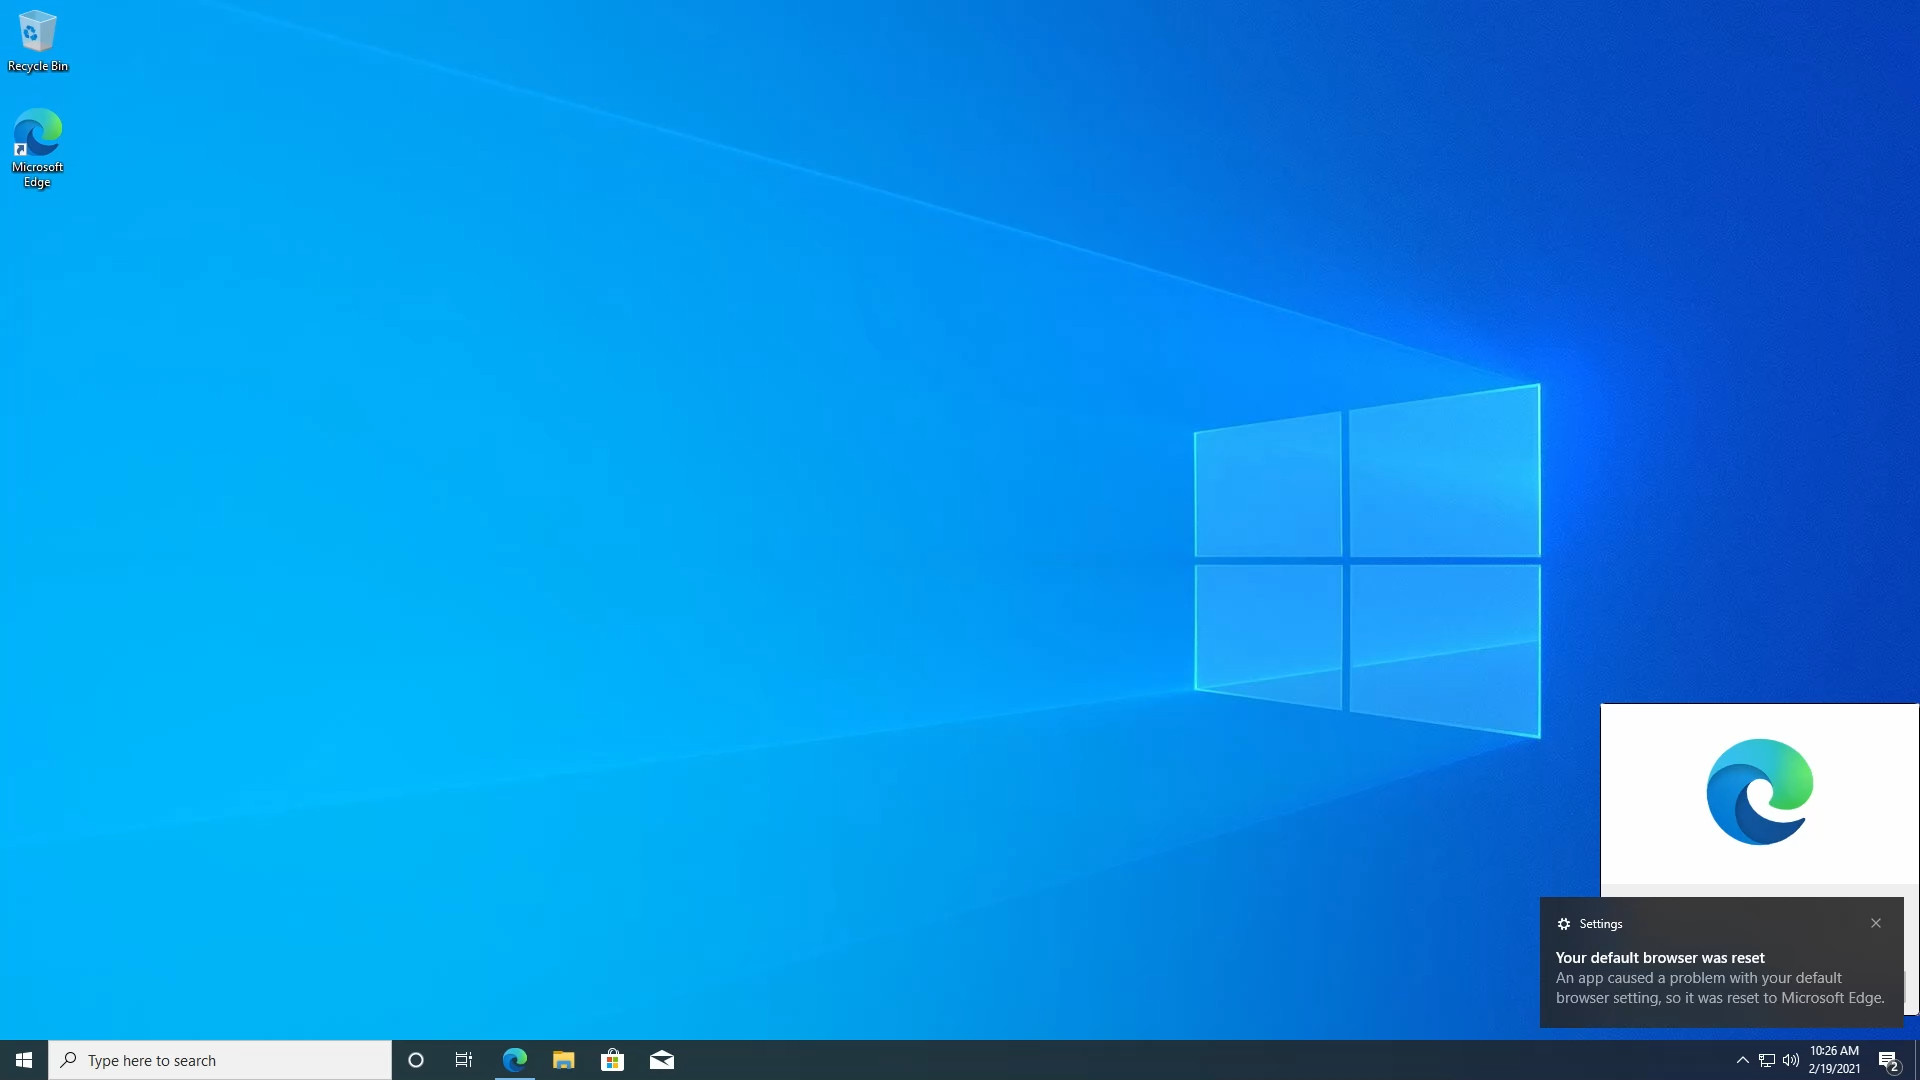 Recycle Bin
Microsoft
Edge
Settings
Your default browser was reset
An app caused a problem with your default
browser setting, so it was reset to Microsoft Edge.
Type here to search
10:26 AM
2/19/2021
2